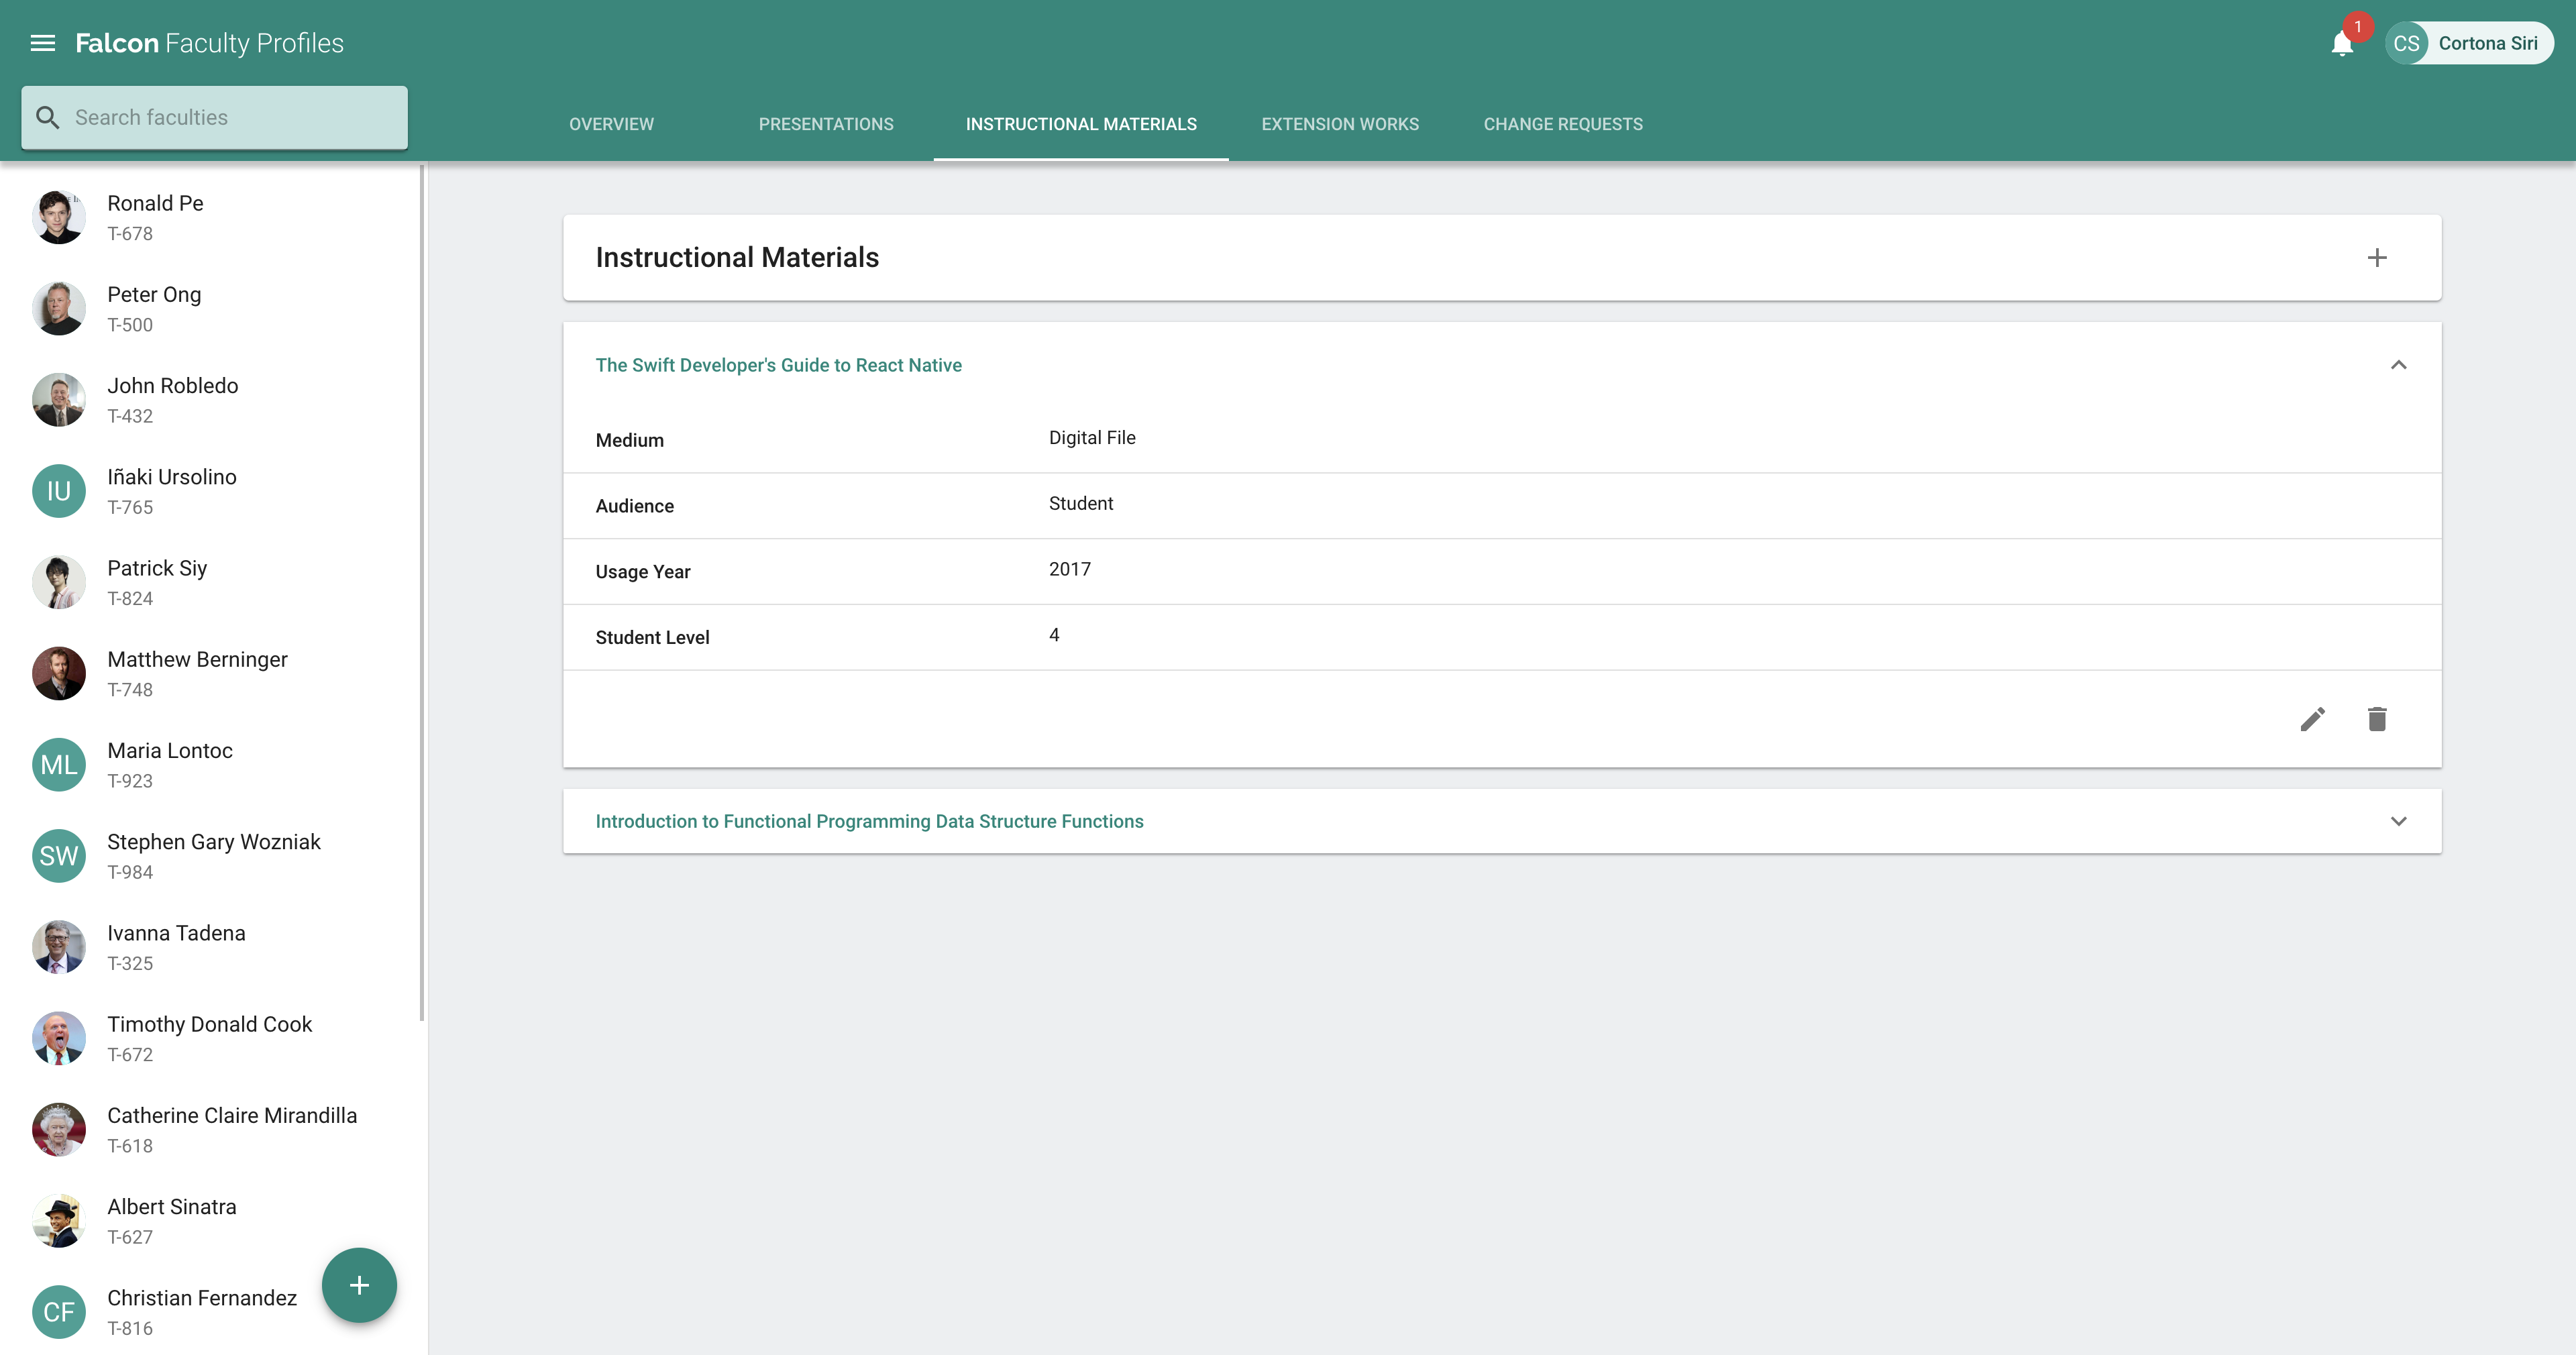 Falcon Faculty Profiles
1
CS
Cortona Siri
Search faculties
OVERVIEW
PRESENTATIONS
INSTRUCTIONAL MATERIALS
EXTENSION WORKS
CHANGE REQUESTS
Ronald Pe
T-678
Peter Ong
T-500
John Robledo
T-432
IU
Iñaki Ursolino
T-765
Patrick Siy
T-824
Matthew Berninger
T-748
ML
Maria Lontoc
T-923
SW
Stephen Gary Wozniak
T-984
Ivanna Tadena
T-325
Timothy Donald Cook
T-672
Catherine Claire Mirandilla
T-618
Albert Sinatra
T-627
CF
Christian Fernandez
T-816
Instructional Materials
The Swift Developer's Guide to React Native
Medium Digital File
Audience Student
Usage Year 2017
Student Level 4
Introduction to Functional Programming Data Structure Functions